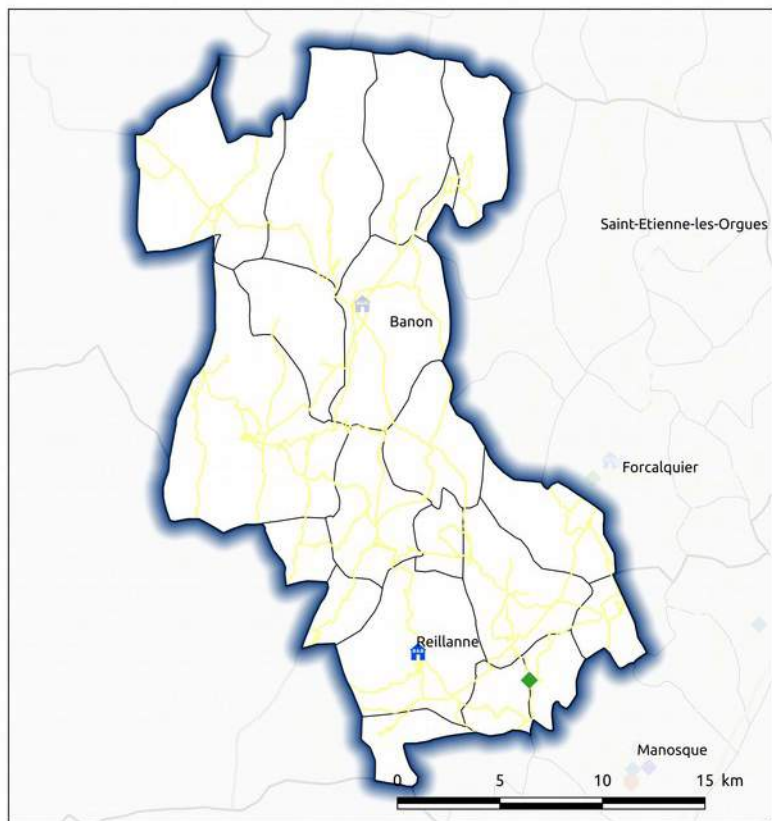 Saint-Etienne-les-Orgues
Banon
Forcalquier
Reillanne
Manosque
0 5 10 15 km